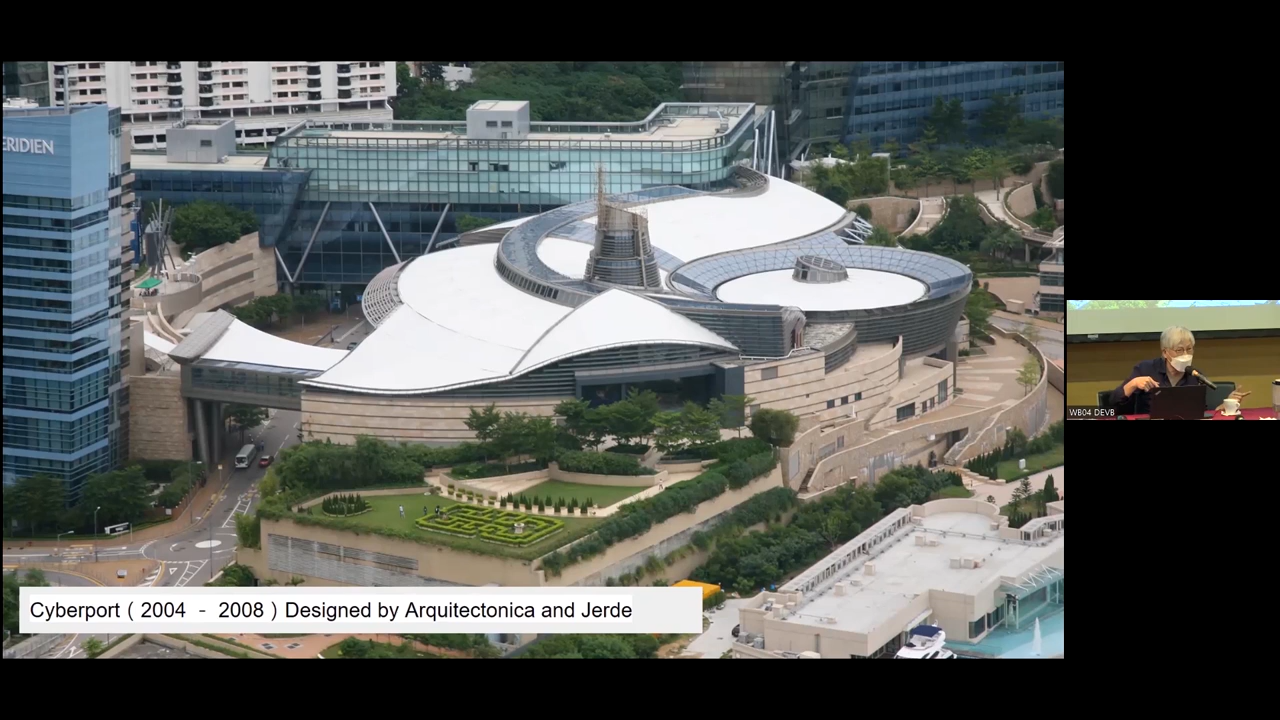 ERIDIEN
Cyberport ( 2004 - 2008 ) Designed by Arquitectonica and Jerde
WB04 DEVB